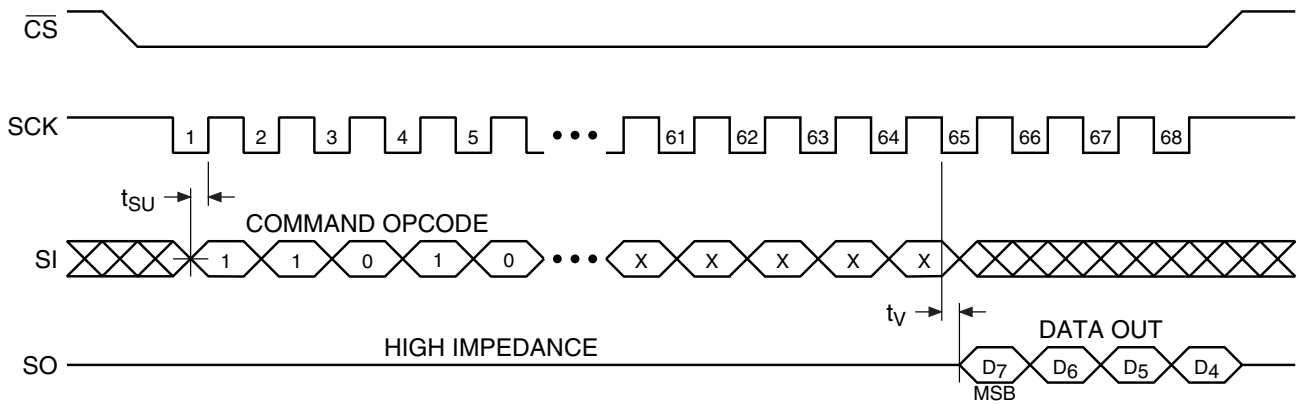 CS
SCK 1 2 3 4 5 ••• 61 62 63 64 65 66 67 68
tSU
COMMAND OPCODE
SI 1 1 0 1 0 ••• X X X X X
tV
HIGH IMPEDANCE
DATA OUT
SO D7 D6 D5 D4
MSB